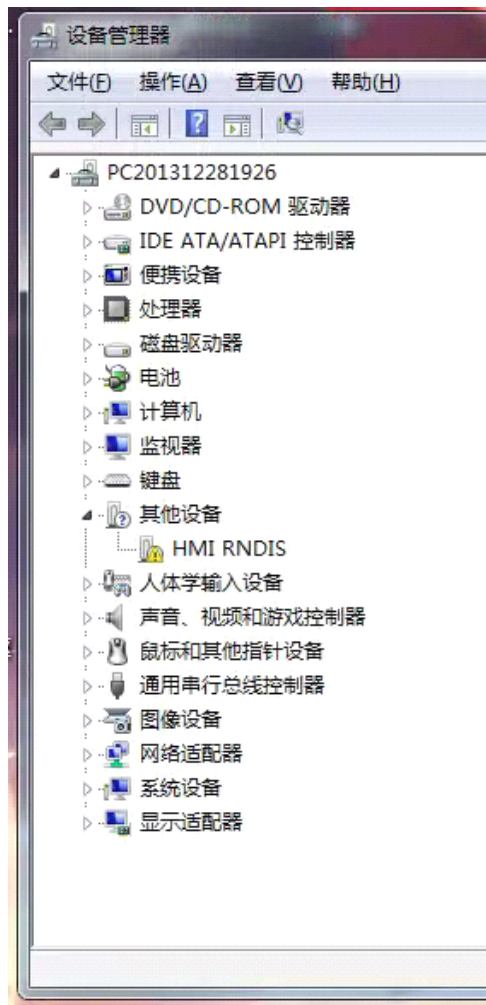 设备管理器
文件(F) 操作(A) 查看(V) 帮助(H)
PC201312281926
DVD/CD-ROM 驱动器
IDE ATA/ATAPI 控制器
便携设备
处理器
磁盘驱动器
电池
计算机
监视器
键盘
其他设备
HMI RNDIS
人体学输入设备
声音、视频和游戏控制器
鼠标和其他指针设备
通用串行总线控制器
图像设备
网络适配器
系统设备
显示适配器